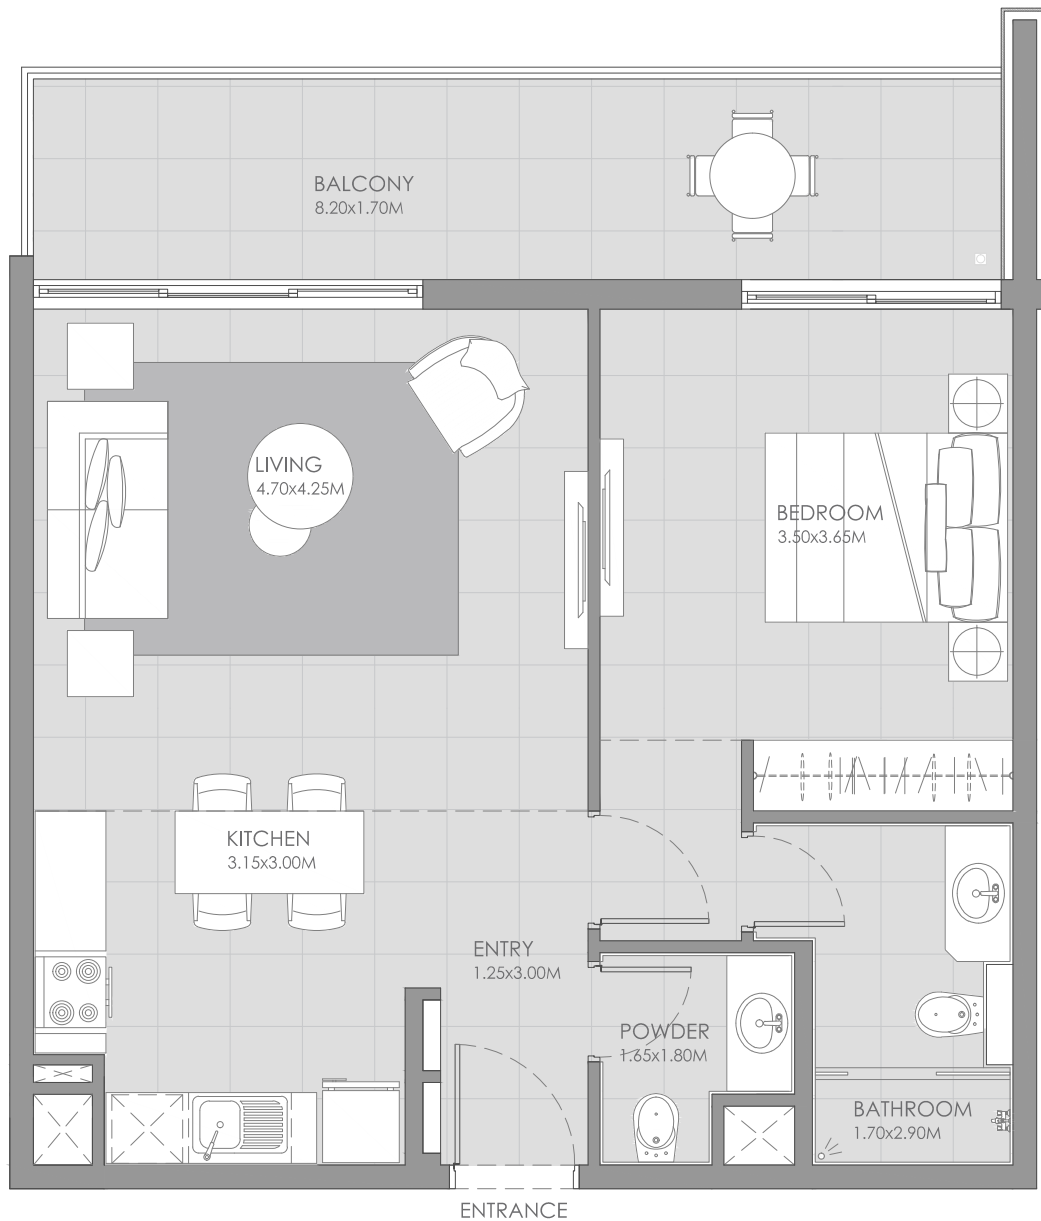 BALCONY
8.20x1.70M
LIVING
4.70x4.25M
BEDROOM
3.50x3.65M
KITCHEN
3.15x3.00M
ENTRY
1.25x3.00M
POWDER
1.65x1.80M
BATHROOM
1.70x2.90M
ENTRANCE